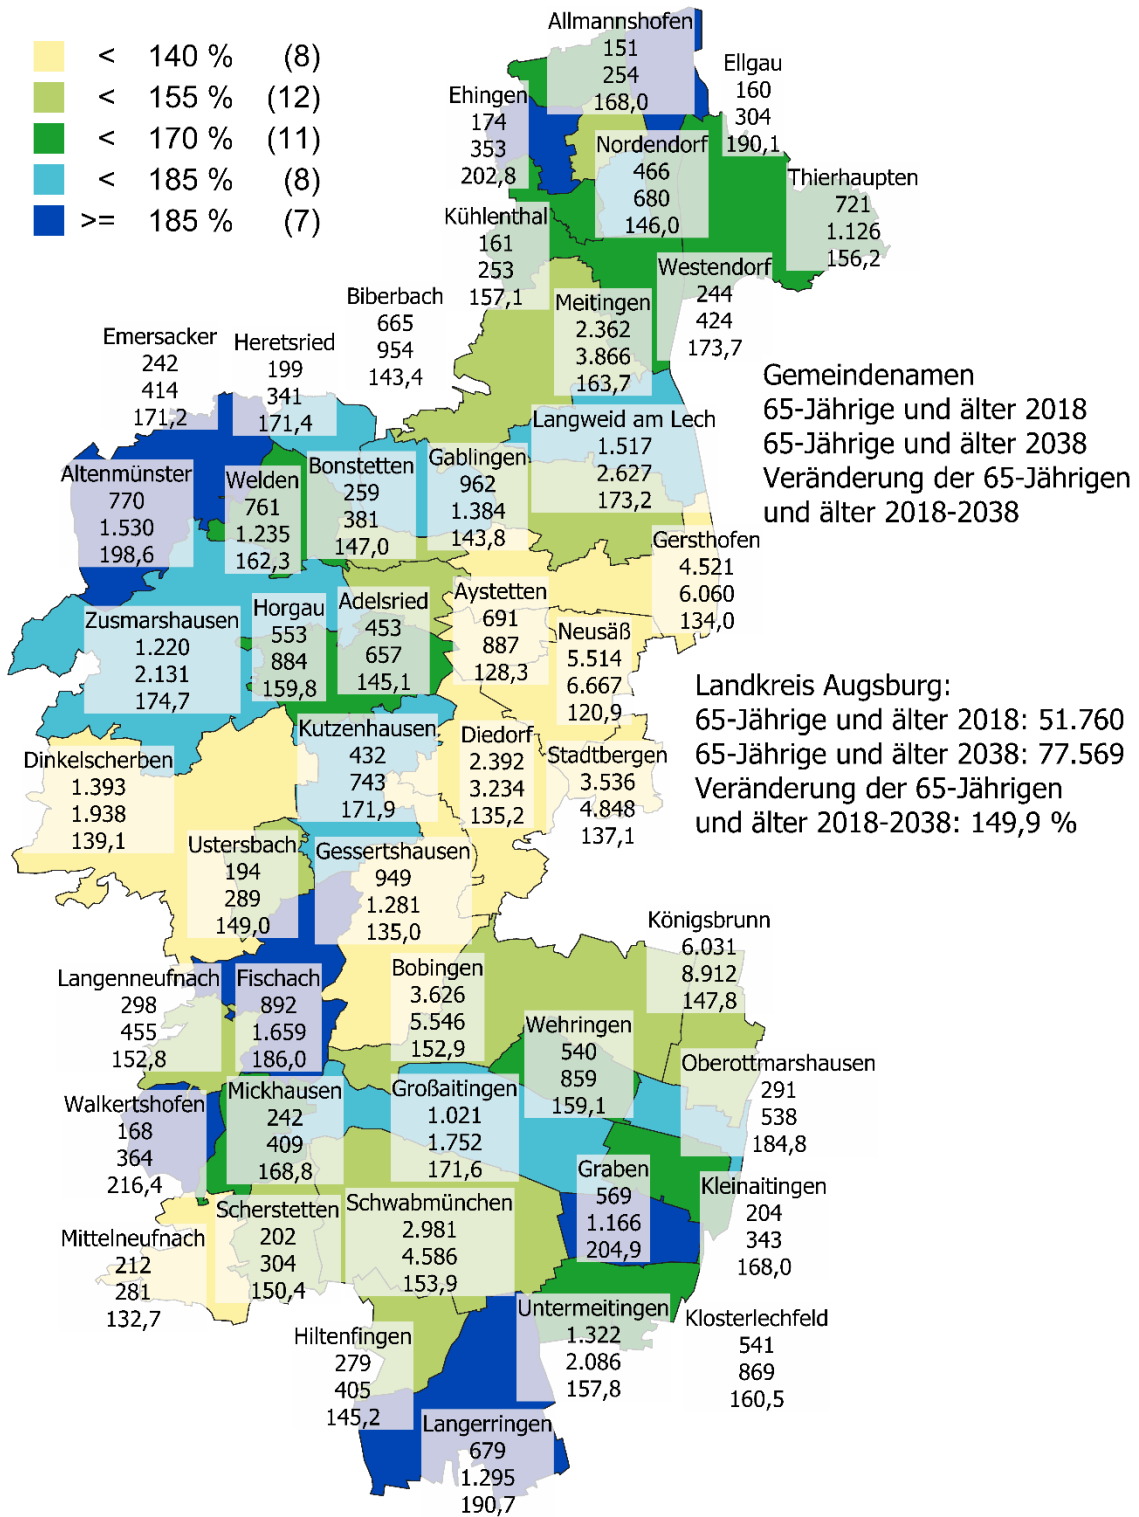 < 140 % (8)
< 155 % (12)
< 170 % (11)
< 185 % (8)
>= 185 % (7)
Allmannshofen
151
254
168,0
Ellgau
160
304
190,1
Ehingen
174
353
202,8
Nordendorf
466
680
146,0
Thierhaupten
721
1.126
156,2
Kühlenthal
161
253
157,1
Westendorf
244
424
173,7
Biberbach
665
954
143,4
Meitingen
2.362
3.866
163,7
Emersacker
242
414
171,2
Heretsried
199
341
171,4
Gemeindenamen
65-Jährige und älter 2018
65-Jährige und älter 2038
Veränderung der 65-Jährigen
und älter 2018-2038
Langweid am Lech
1.517
2.627
173,2
Altenmünster
770
1.530
198,6
Welden
761
1.235
162,3
Bonstetten
259
381
147,0
Gablingen
962
1.384
143,8
Gersthofen
4.521
6.060
134,0
Zusmarshausen
1.220
2.131
174,7
Horgau
553
884
159,8
Adelsried
453
657
145,1
Aystetten
691
887
128,3
Neusäß
5.514
6.667
120,9
Landkreis Augsburg:
65-Jährige und älter 2018: 51.760
65-Jährige und älter 2038: 77.569
Veränderung der 65-Jährigen
und älter 2018-2038: 149,9 %
Kutzenhausen
432
743
171,9
Diedorf
2.392
3.234
135,2
Stadtbergen
3.536
4.848
137,1
Dinkelscherben
1.393
1.938
139,1
Ustersbach
194
289
149,0
Gessertshausen
949
1.281
135,0
Königsbrunn
6.031
8.912
147,8
Langenneufnach
298
455
152,8
Fischach
892
1.659
186,0
Bobingen
3.626
5.546
152,9
Wehringen
540
859
159,1
Oberottmarshausen
291
538
184,8
Walkertshofen
168
364
216,4
Mickhausen
242
409
168,8
Großaitingen
1.021
1.752
171,6
Graben
569
1.166
204,9
Kleinaitingen
204
343
168,0
Mittelneufnach
212
281
132,7
Scherstetten
202
304
150,4
Schwabmünchen
2.981
4.586
153,9
Untermeitingen
1.322
2.086
157,8
Klosterlechfeld
541
869
160,5
Hiltenfingen
279
405
145,2
Langerringen
679
1.295
190,7